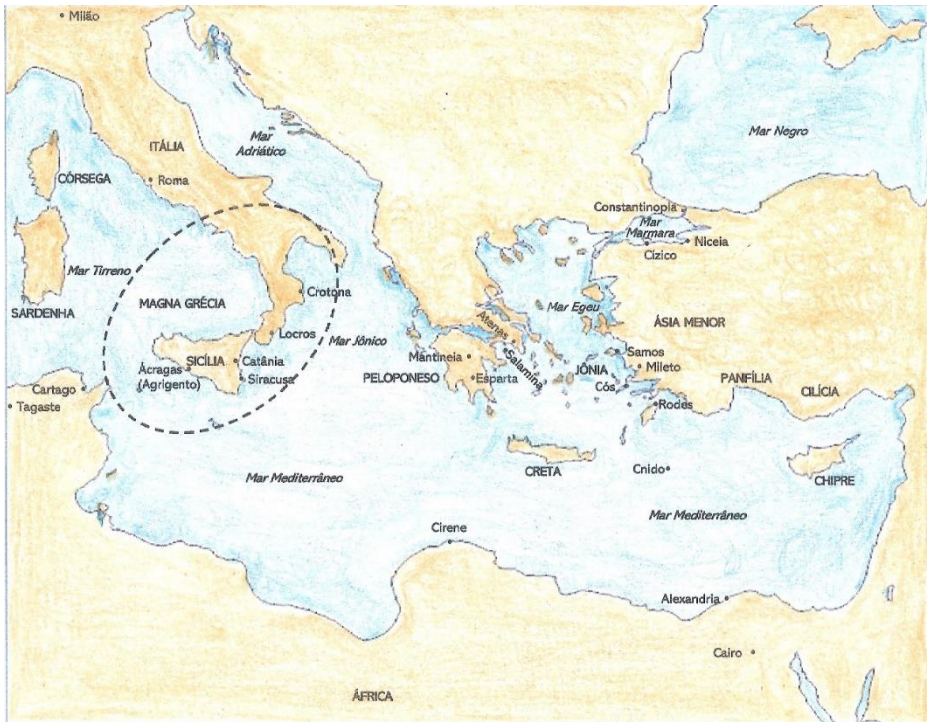 Milão
Mar Negro
Mar
Adriático
ITÁLIA
CÓRSEGA
Roma
Constantinopla
Mar
Marmara
Niceia
Cízico
Mar Tirreno
MAGNA GRÉCIA
Crotona
SARDENHA
Mar Egeu
ÁSIA MENOR
Atenas
Locros
Mar Jônico
SICÍLIA
Catânia
Ácragas
(Agrigento)
Siracusa
Mantineia
Salamina
Samos
Mileto
JÔNIA
PELOPONESO
Esparta
Cós
PANIFÍLIA
CILÍCIA
Cartago
Tagaste
Rodes
CRETA
Cnido
CHIPRE
Mar Mediterrâneo
Mar Mediterrâneo
Cirene
Alexandria
Cairo
ÁFRICA